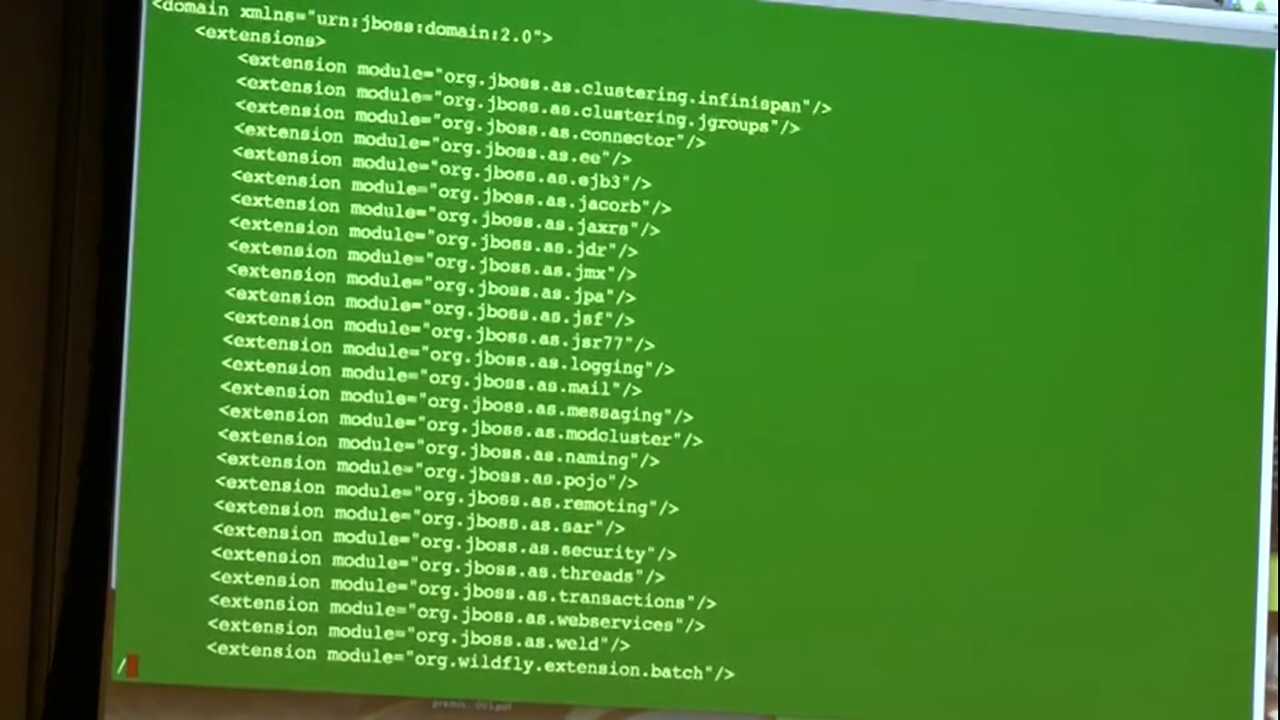 <domain xmlns="urn:jboss:domain:2.0">
<extensions>
<extension module="org.jboss.as.clustering.infinispan"/>
<extension module="org.jboss.as.clustering.jgroups"/>
<extension module="org.jboss.as.connector"/>
<extension module="org.jboss.as.ee"/>
<extension module="org.jboss.as.ejb3"/>
<extension module="org.jboss.as.jacorb"/>
<extension module="org.jboss.as.jaxrs"/>
<extension module="org.jboss.as.jdr"/>
<extension module="org.jboss.as.jmx"/>
<extension module="org.jboss.as.jpa"/>
<extension module="org.jboss.as.jsf"/>
<extension module="org.jboss.as.jsr77"/>
<extension module="org.jboss.as.logging"/>
<extension module="org.jboss.as.mail"/>
<extension module="org.jboss.as.messaging"/>
<extension module="org.jboss.as.modcluster"/>
<extension module="org.jboss.as.naming"/>
<extension module="org.jboss.as.pojo"/>
<extension module="org.jboss.as.remoting"/>
<extension module="org.jboss.as.sar"/>
<extension module="org.jboss.as.security"/>
<extension module="org.jboss.as.threads"/>
<extension module="org.jboss.as.transactions"/>
<extension module="org.jboss.as.webservices"/>
<extension module="org.jboss.as.weld"/>
<extension module="org.wildfly.extension.batch"/>
/